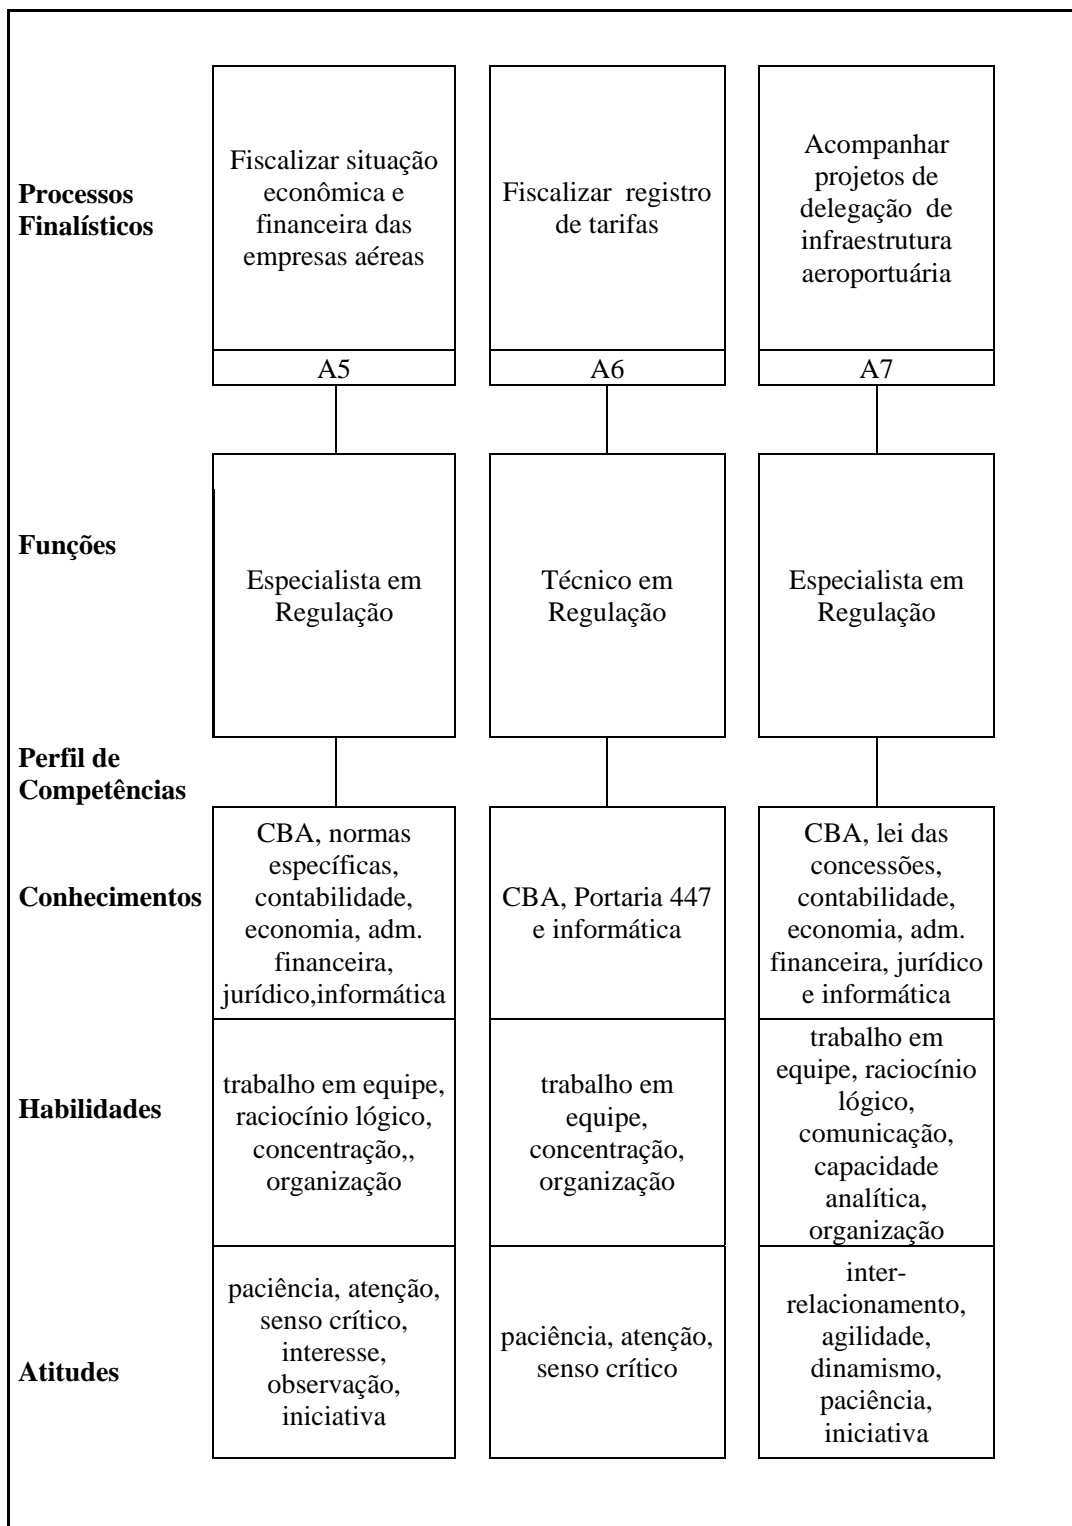 Processos
Finalísticos
Fiscalizar situação
econômica e
financeira das
empresas aéreas
A5
Fiscalizar registro
de tarifas
A6
Acompanhar
projetos de
delegação de
infraestrutura
aeroportuária
A7
Funções
Especialista em
Regulação
Técnico em
Regulação
Especialista em
Regulação
Perfil de
Competências
Conhecimentos
CBA, normas
específicas,
contabilidade,
economia, adm.
financeira,
jurídico,informática
CBA, Portaria 447
e informática
CBA, lei das
concessões,
contabilidade,
economia, adm.
financeira, jurídico
e informática
Habilidades
trabalho em equipe,
raciocínio lógico,
concentração,,
organização
trabalho em
equipe,
concentração,
organização
trabalho em
equipe, raciocínio
lógico,
comunicação,
capacidade
analítica,
organização
Atitudes
paciência, atenção,
senso crítico,
interesse,
observação,
iniciativa
paciência, atenção,
senso crítico
inter-
relacionamento,
agilidade,
dinamismo,
paciência,
iniciativa